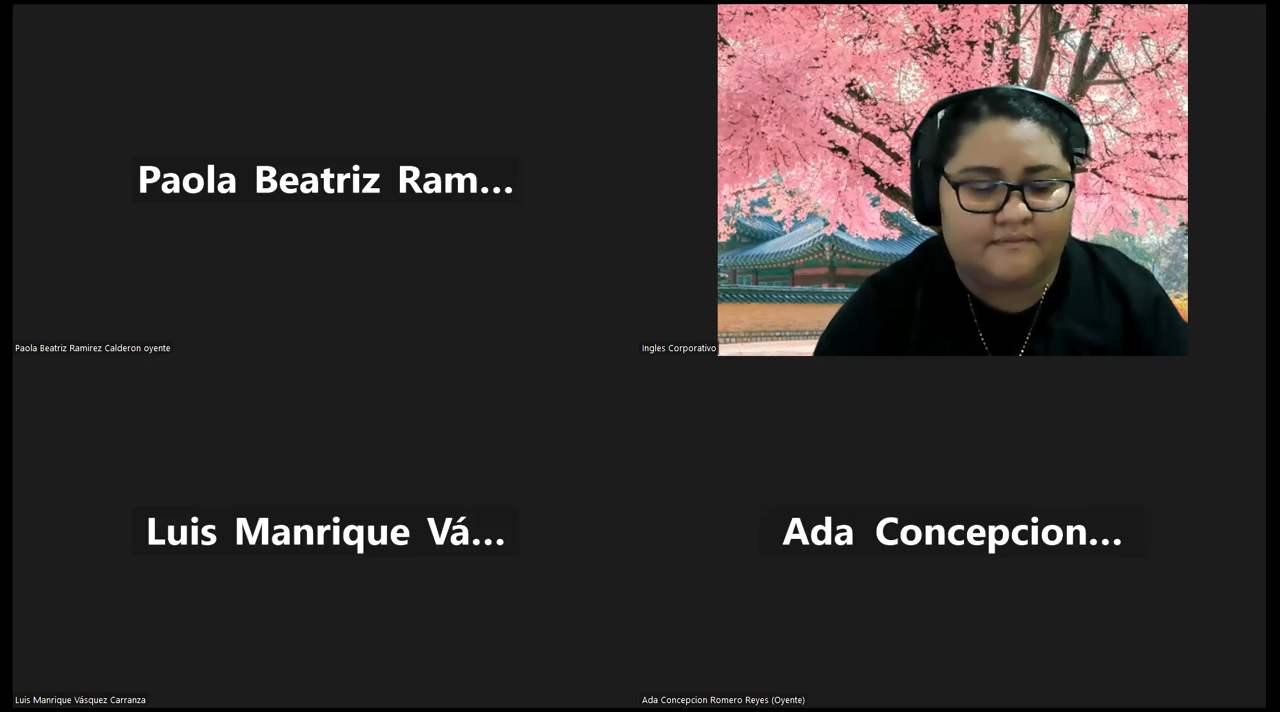 Paola Beatriz Ram...
Paola Beatriz Ramirez Calderon oyente
Ingles Corporativo
Luis Manrique Vá...
Ada Concepcion...
Luis Manrique Vásquez Carranza
Ada Concepcion Romero Reyes (Oyente)